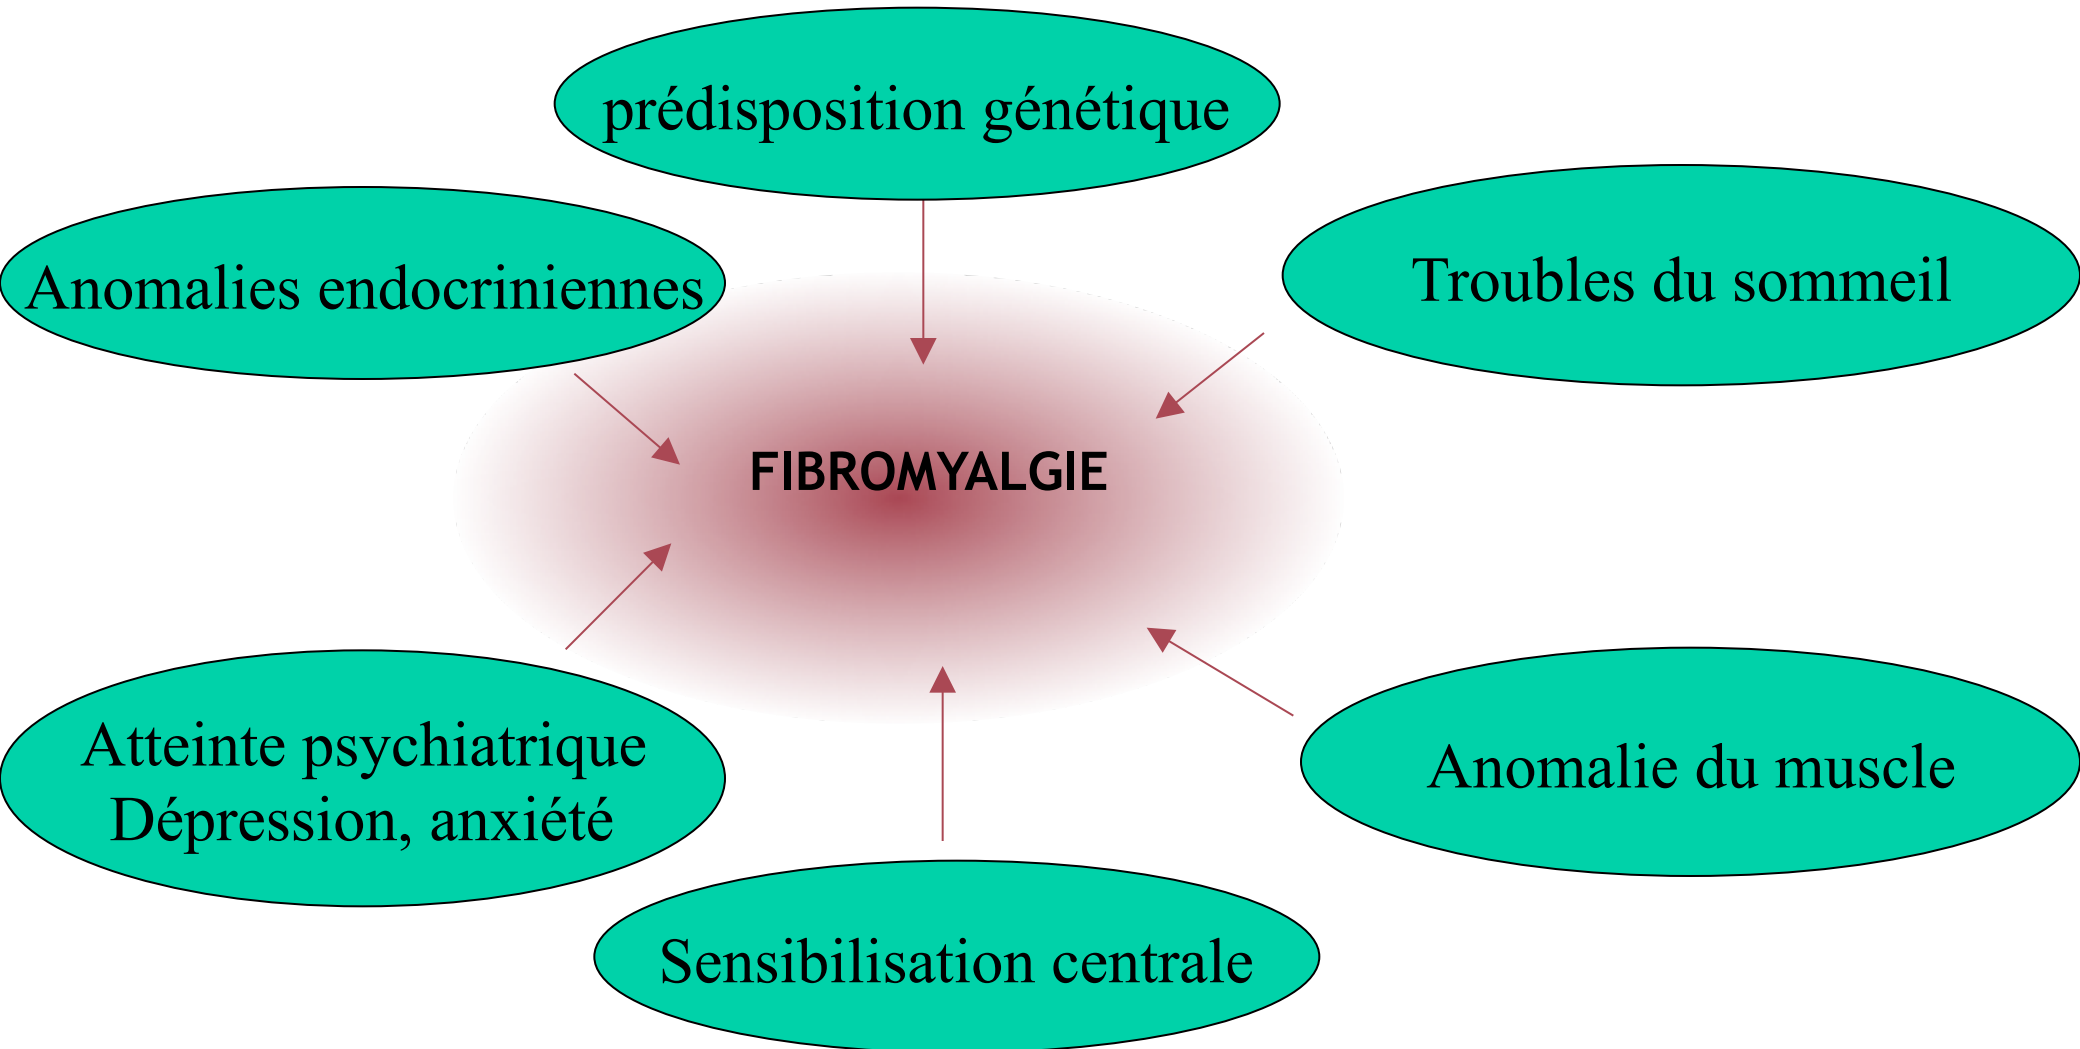 prédisposition génétique
Anomalies endocriniennes
Troubles du sommeil
FIBROMYALGIE
Atteinte psychiatrique
Dépression, anxiété
Anomalie du muscle
Sensibilisation centrale